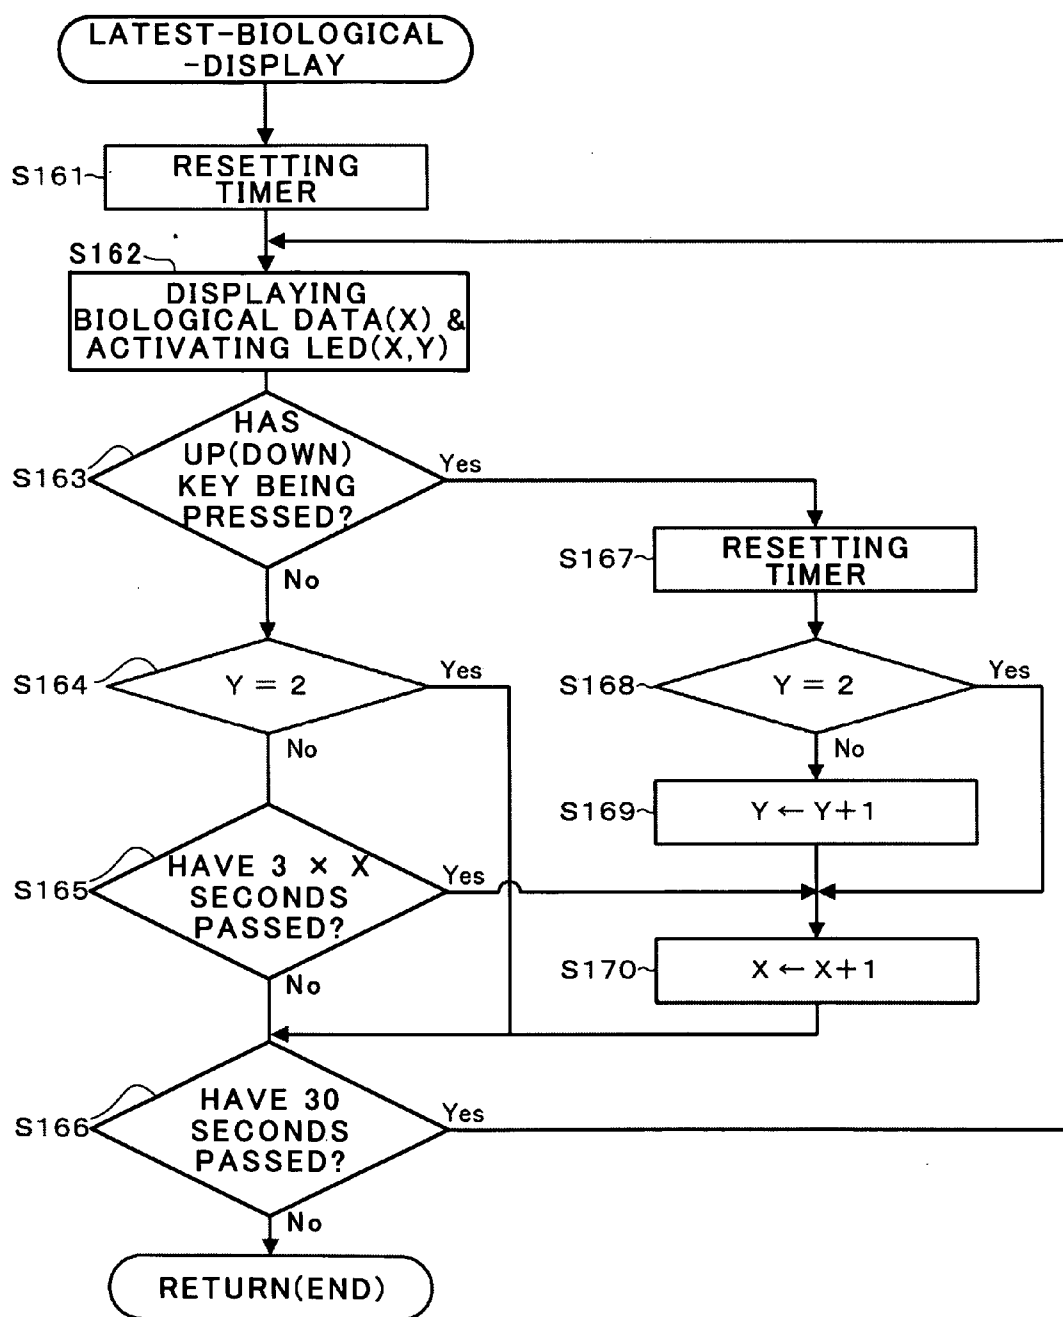 LATEST-BIOLOGICAL
-DISPLAY
S161
RESETTING
TIMER
S162
DISPLAYING
BIOLOGICAL DATA(X) &
ACTIVATING LED(X,Y)
S163
HAS
UP(DOWN)
KEY BEING
PRESSED?
Yes
No
S167
RESETTING
TIMER
S164
Y = 2
Yes
No
S168
Y = 2
Yes
No
S169
Y ← Y+1
S165
HAVE 3 × X
SECONDS
PASSED?
Yes
No
S170
X ← X+1
S166
HAVE 30
SECONDS
PASSED?
Yes
No
RETURN(END)